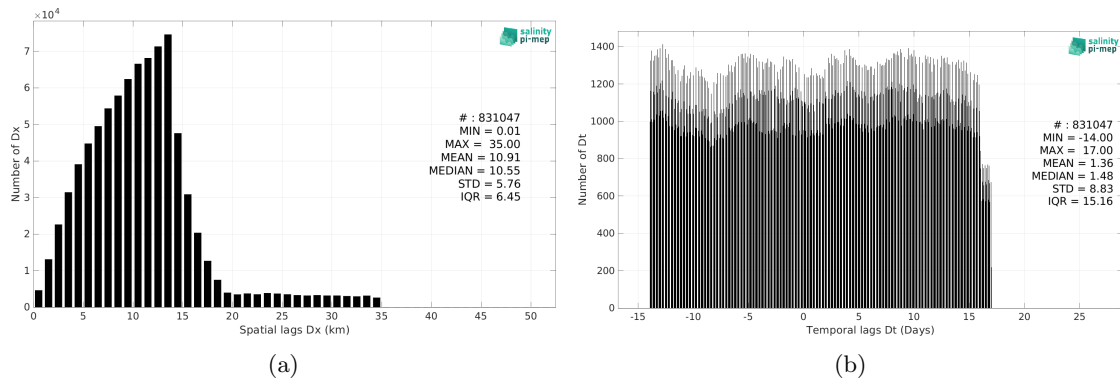 ×10⁴
7
6
5
4
3
2
1
0
Number of Dx
0 5 10 15 20 25 30 35 40 45 50
Spatial lags Dx (km)
salinity
pi-mep
# : 831047
MIN = 0.01
MAX = 35.00
MEAN = 10.91
MEDIAN = 10.55
STD = 5.76
IQR = 6.45
(a)
1400
1200
1000
800
600
400
200
0
Number of Dt
-15 -10 -5 0 5 10 15 20 25
Temporal lags Dt (Days)
salinity
pi-mep
# : 831047
MIN = -14.00
MAX = 17.00
MEAN = 1.36
MEDIAN = 1.48
STD = 8.83
IQR = 15.16
(b)